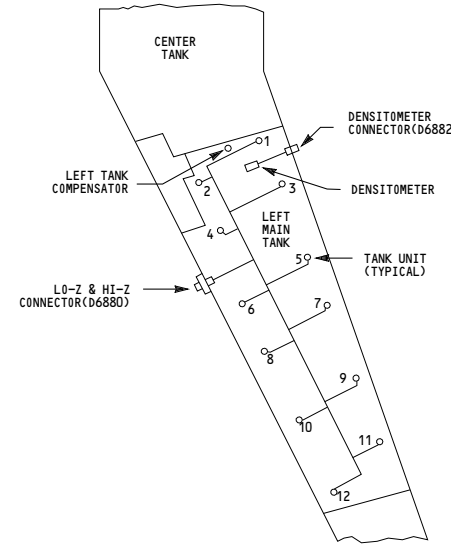 CENTER
TANK
DENSITOMETER
CONNECTOR(D6882
1
LEFT TANK
COMPENSATOR
2
3
DENSITOMETER
LEFT
MAIN
TANK
4
5
TANK UNIT
(TYPICAL)
LO-Z & HI-Z
CONNECTOR(D6880)
6
7
8
9
10
11
12